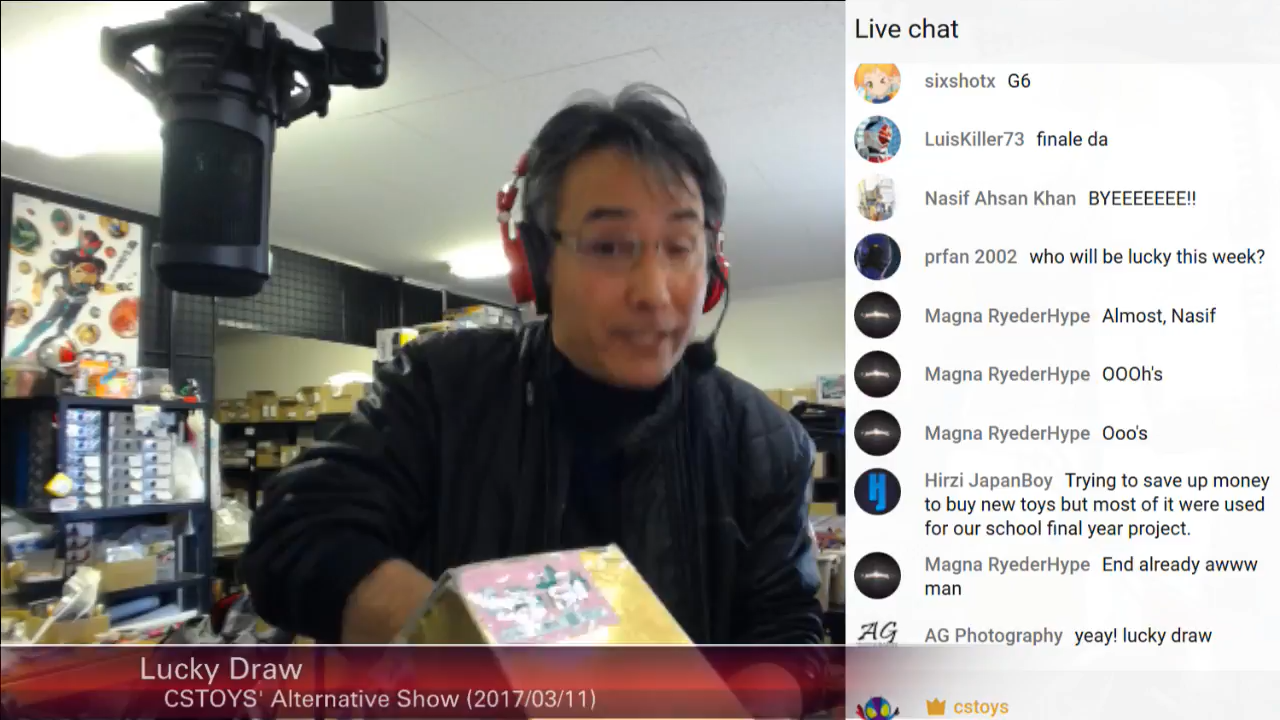 Live chat
sixshotx G6
LuisKiller73 finale da
Nasif Ahsan Khan BYEEEEEEE!!
prfan 2002 who will be lucky this week?
Magna RyederHype Almost, Nasif
Magna RyederHype OOOh's
Magna RyederHype Ooo's
HJ
Hirzi JapanBoy Trying to save up money
to buy new toys but most of it were used
for our school final year project.
Magna RyederHype End already awww
man
AG AG Photography yeay! lucky draw
cstoys
Lucky Draw
CSTOYS' Alternative Show (2017/03/11)